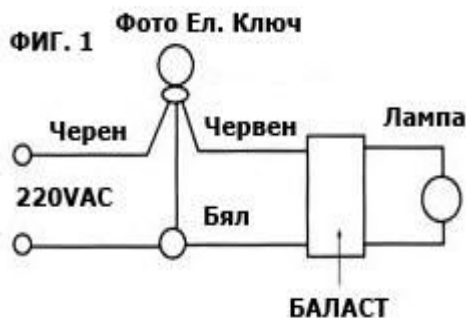 Фото Ел. Ключ
ФИГ. 1
Черен
Червен
Лампа
220VAC
Бял
БАЛАСТ